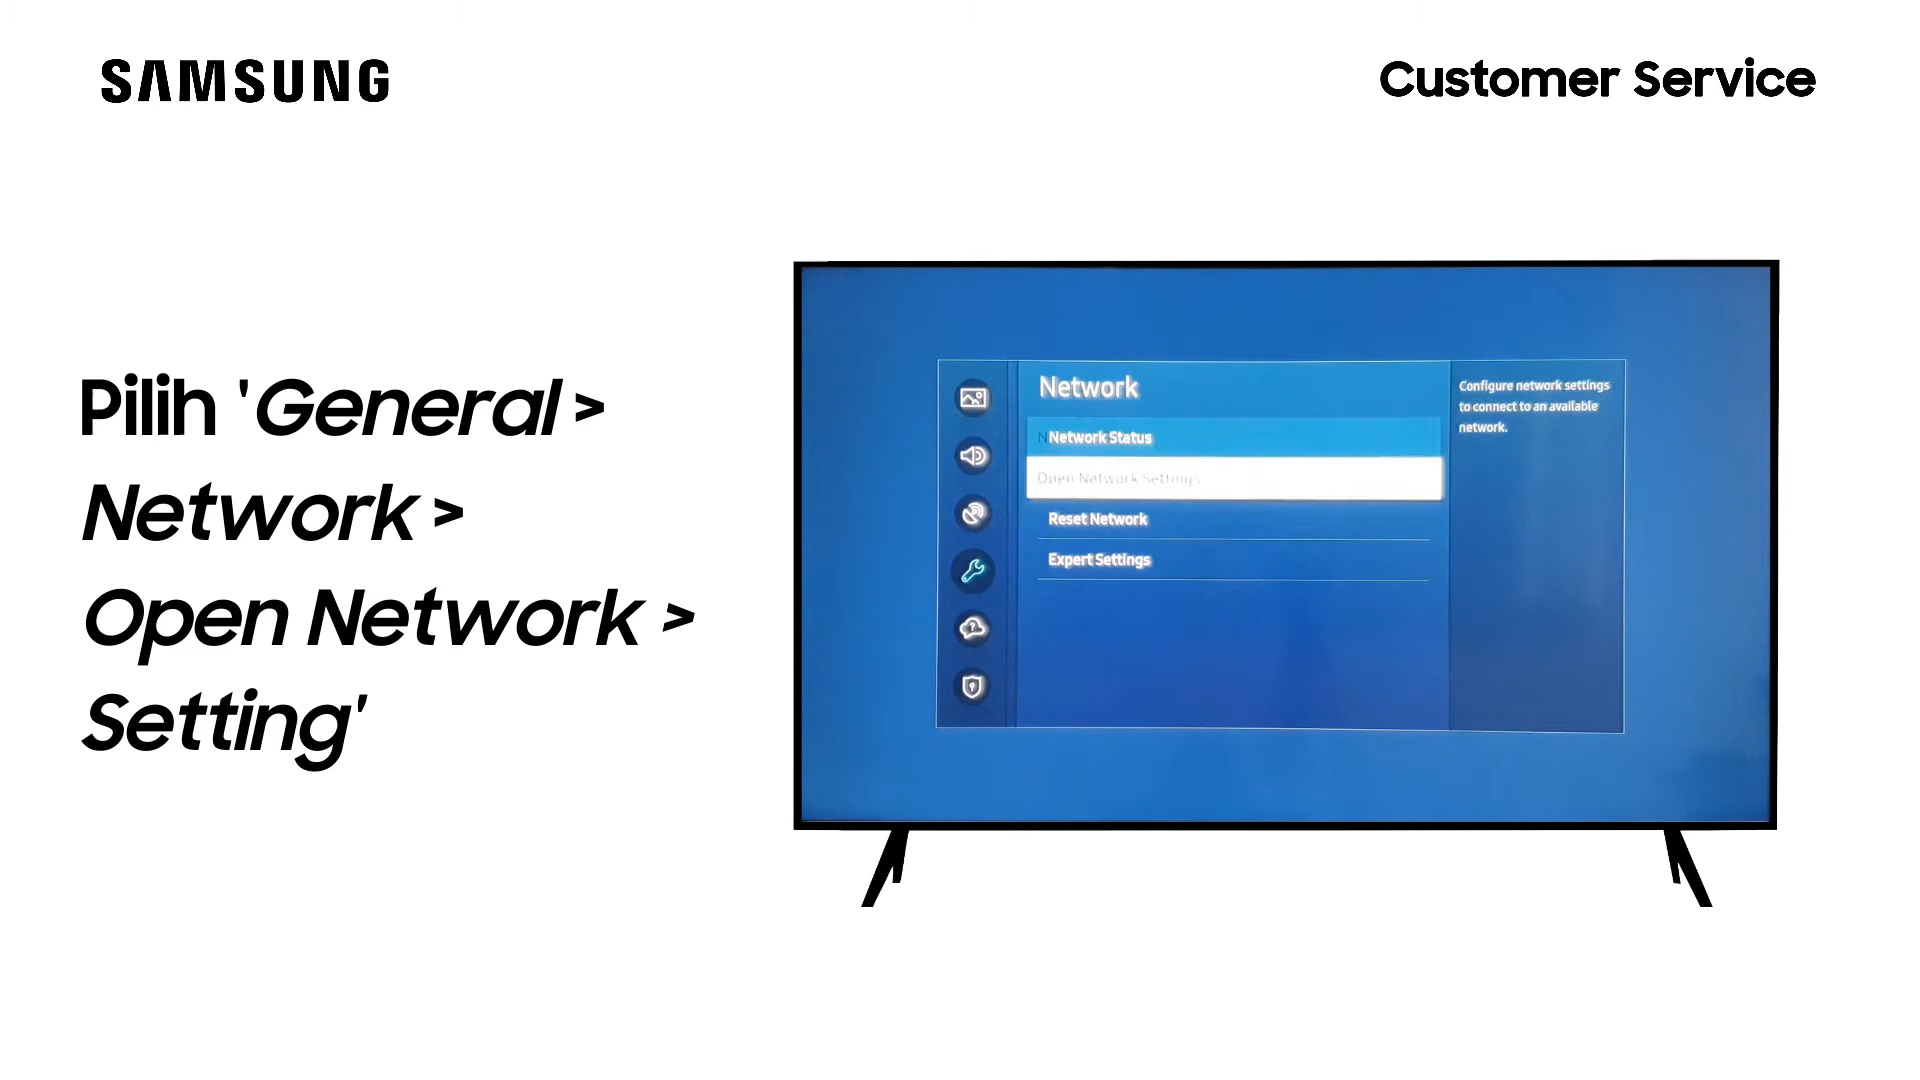 SAMSUNG
Customer Service
Pilih 'General >
Network >
Open Network >
Setting'
Network
Network Status
Open Network Settings
Reset Network
Expert Settings
Configure network settings
to connect to an available
network.